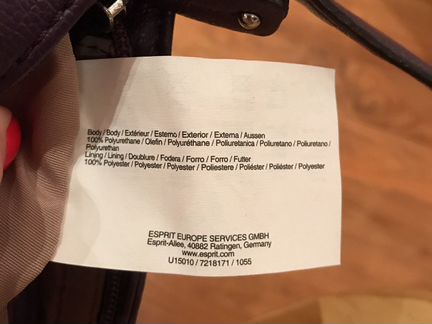 Body / Body / Extérieur / Esterno / Exterior / Externa / Aussen
100% Polyurethane / Olefin / Polyuréthane / Poliuretanica / Poliuretano / Poliuretano /
Polyurethan
Lining / Lining / Doublure / Fodera / Forro / Forro / Futter
100% Polyester / Polyester / Polyester / Poliestere / Poliéster / Poliéster / Polyester
ESPRIT EUROPE SERVICES GMBH
Esprit-Allee, 40882 Ratingen, Germany
www.esprit.com
U15010 / 7218171 / 1055